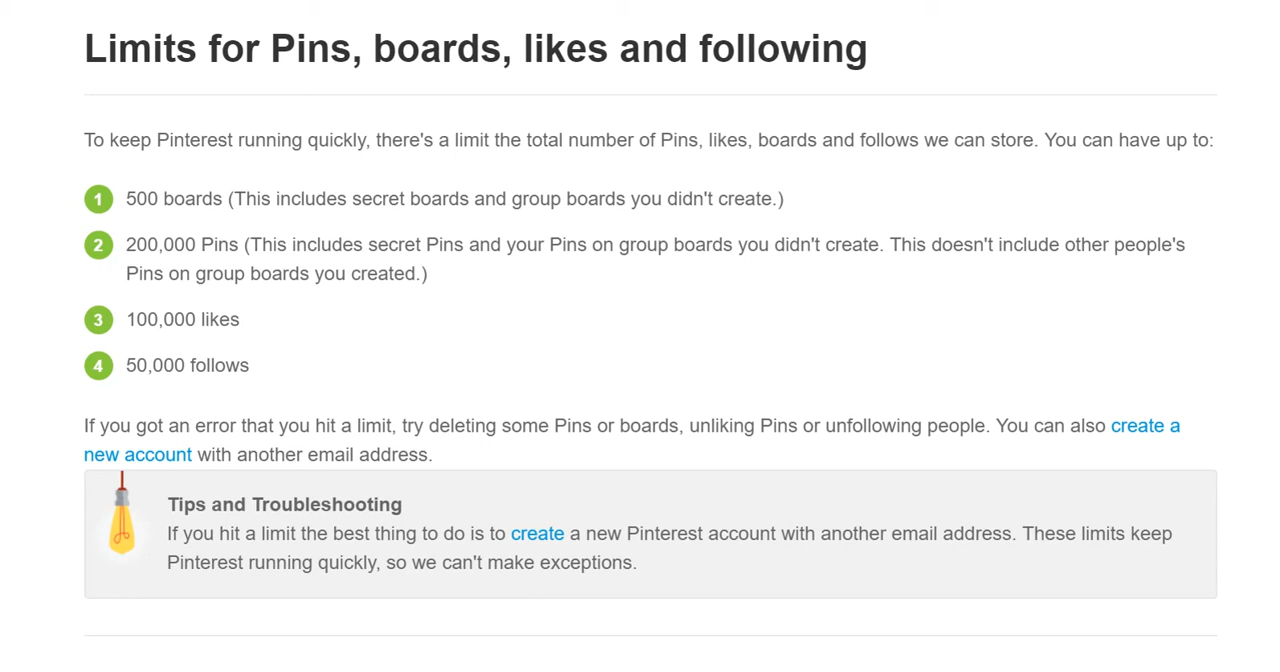 Limits for Pins, boards, likes and following
To keep Pinterest running quickly, there's a limit the total number of Pins, likes, boards and follows we can store. You can have up to:
1 500 boards (This includes secret boards and group boards you didn't create.)
2 200,000 Pins (This includes secret Pins and your Pins on group boards you didn't create. This doesn't include other people's
Pins on group boards you created.)
3 100,000 likes
4 50,000 follows
If you got an error that you hit a limit, try deleting some Pins or boards, unliking Pins or unfollowing people. You can also create a
new account with another email address.
Tips and Troubleshooting
If you hit a limit the best thing to do is to create a new Pinterest account with another email address. These limits keep
Pinterest running quickly, so we can't make exceptions.